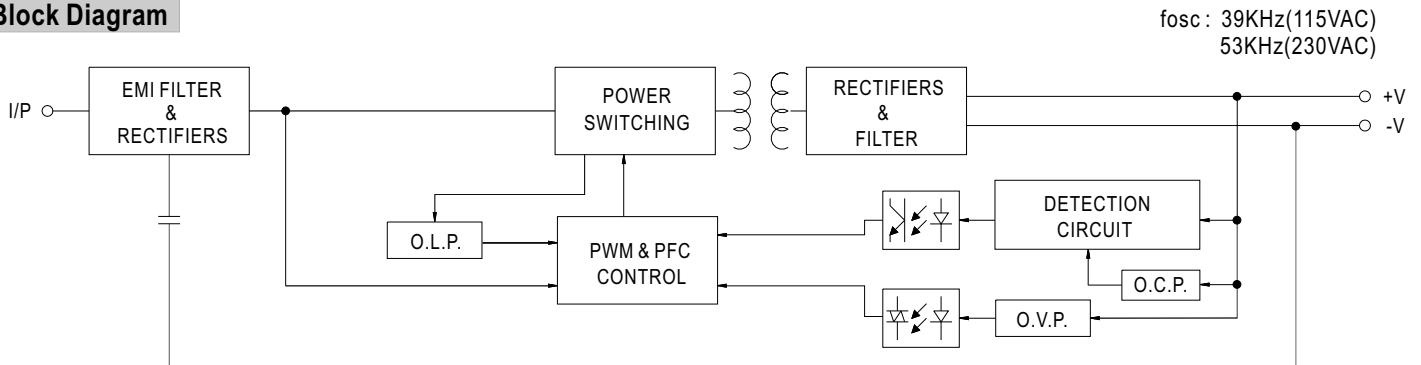 Block Diagram
fosc : 39KHz(115VAC)
53KHz(230VAC)
I/P
EMI FILTER
&
RECTIFIERS
POWER
SWITCHING
RECTIFIERS
&
FILTER
+V
-V
O.L.P.
PWM & PFC
CONTROL
DETECTION
CIRCUIT
O.C.P.
O.V.P.